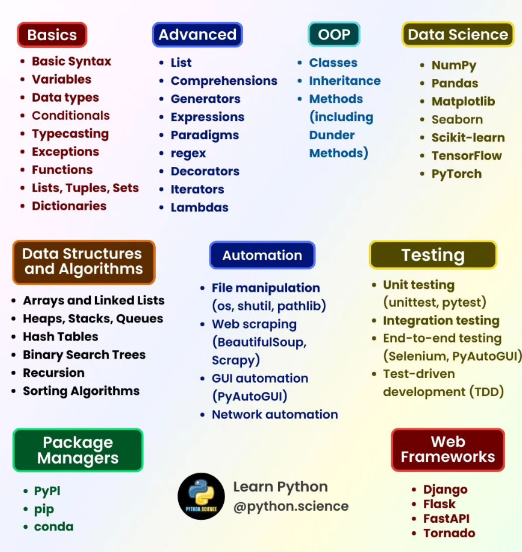 Basics
• Basic Syntax
• Variables
• Data types
• Conditionals
• Typecasting
• Exceptions
• Functions
• Lists, Tuples, Sets
• Dictionaries
Advanced
• List
• Comprehensions
• Generators
• Expressions
• Paradigms
• regex
• Decorators
• Iterators
• Lambdas
OOP
• Classes
• Inheritance
• Methods
(including
Dunder
Methods)
Data Science
• NumPy
• Pandas
• Matplotlib
• Seaborn
• Scikit-learn
• TensorFlow
• PyTorch
Data Structures
and Algorithms
• Arrays and Linked Lists
• Heaps, Stacks, Queues
• Hash Tables
• Binary Search Trees
• Recursion
• Sorting Algorithms
Automation
• File manipulation
(os, shutil, pathlib)
• Web scraping
(BeautifulSoup,
Scrapy)
• GUI automation
(PyAutoGUI)
• Network automation
Testing
• Unit testing
(unittest, pytest)
• Integration testing
• End-to-end testing
(Selenium, PyAutoGUI)
• Test-driven
development (TDD)
Package
Managers
• PyPI
• pip
• conda
PYTHON.SCIENCE
Learn Python
@python.science
Web
Frameworks
• Django
• Flask
• FastAPI
• Tornado